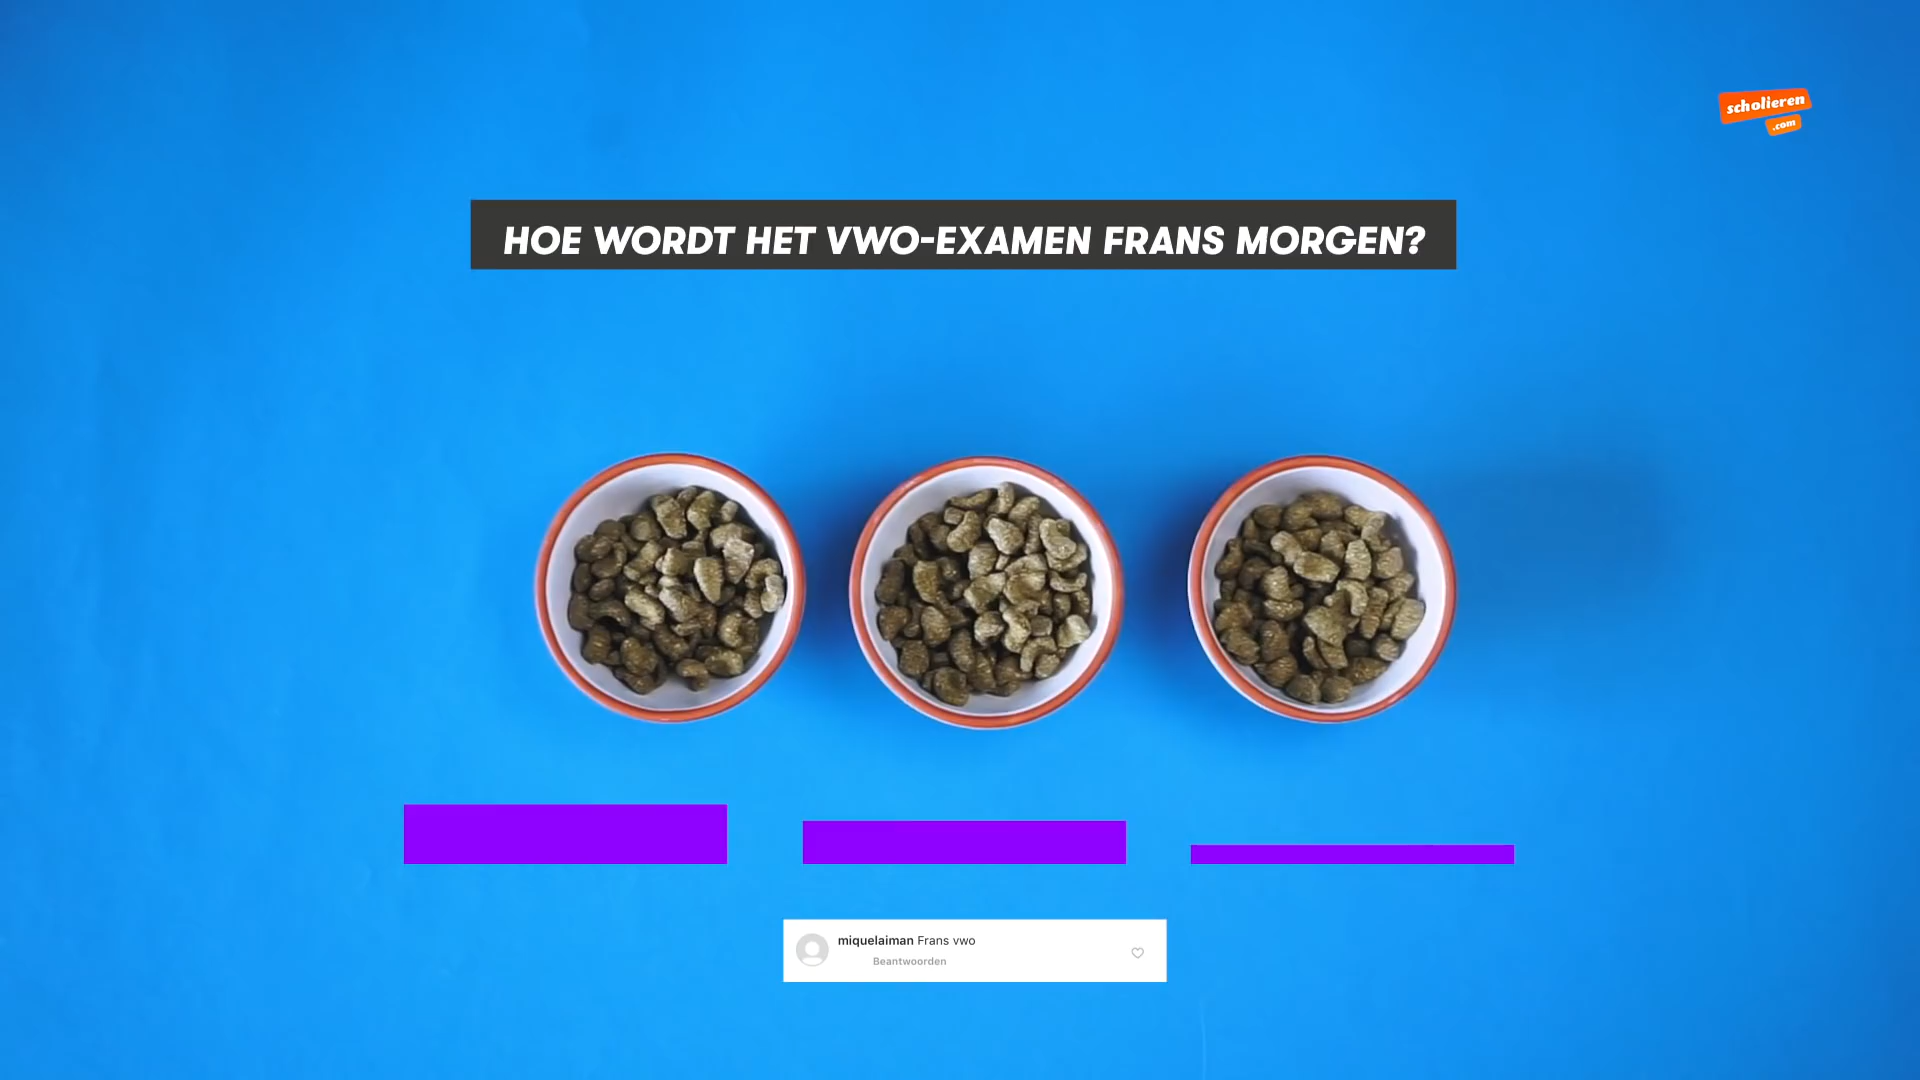 scholieren
.com
HOE WORDT HET VWO-EXAMEN FRANS MORGEN?
miquelaiman Frans vwo
Beantwoorden